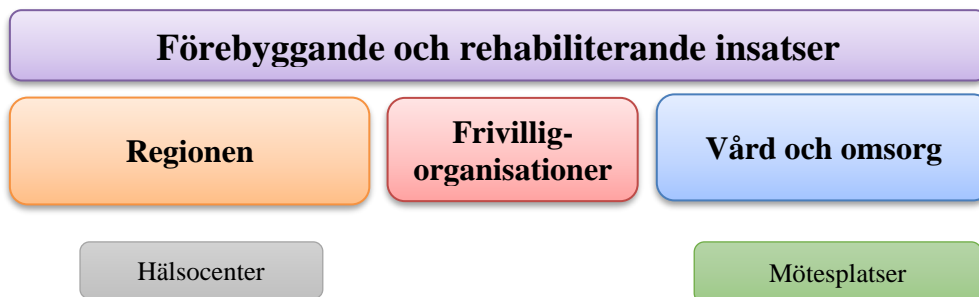 Förebyggande och rehabiliterande insatser
Regionen
Frivillig-
organisationer
Vård och omsorg
Hälsocenter
Mötesplatser